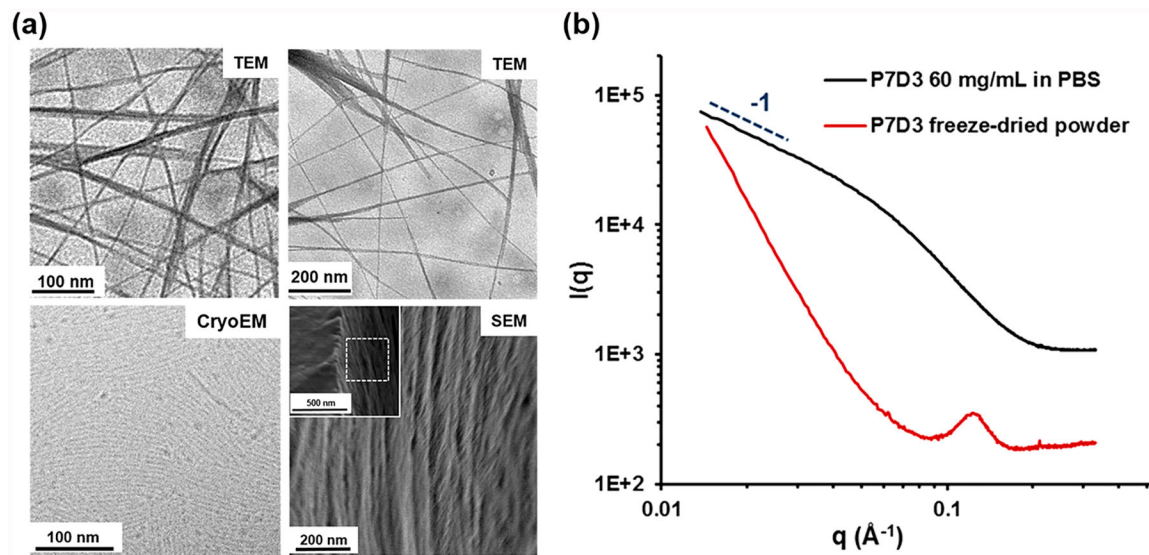 (a)
TEM
100 nm
TEM
200 nm
CryoEM
100 nm
SEM
500 nm
200 nm
(b)
P7D3 60 mg/mL in PBS
P7D3 freeze-dried powder
-1
1E+5
1E+4
1E+3
1E+2
I(q)
0.01
0.1
q (Å⁻¹)